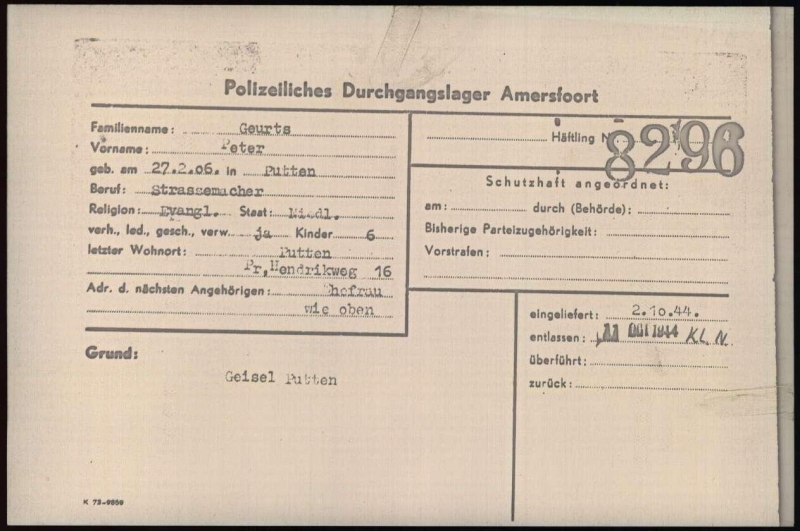 Polizeiliches Durchgangslager Amersfoort
Familienname: Geurts
Vorname: Peter
geb. am 27.2.06. in Putten
Beruf: Strassemacher
Religion: Evangl. Staat: Niedl.
verh., led., gesch., verw. ja Kinder 6
letzter Wohnort: Putten
Pr,Hendrikweg 16
Adr. d. nächsten Angehörigen: Ehefrau
wie oben
Häftling Nr. 8296
Schutzhaft angeordnet:
am: durch (Behörde):
Bisherige Parteizugehörigkeit:
Vorstrafen:
eingeliefert: 2.10.44.
entlassen: 11 OKT 1944 KL. N.
überführt:
zurück:
Grund:
Geisel Putten
K 73-0550